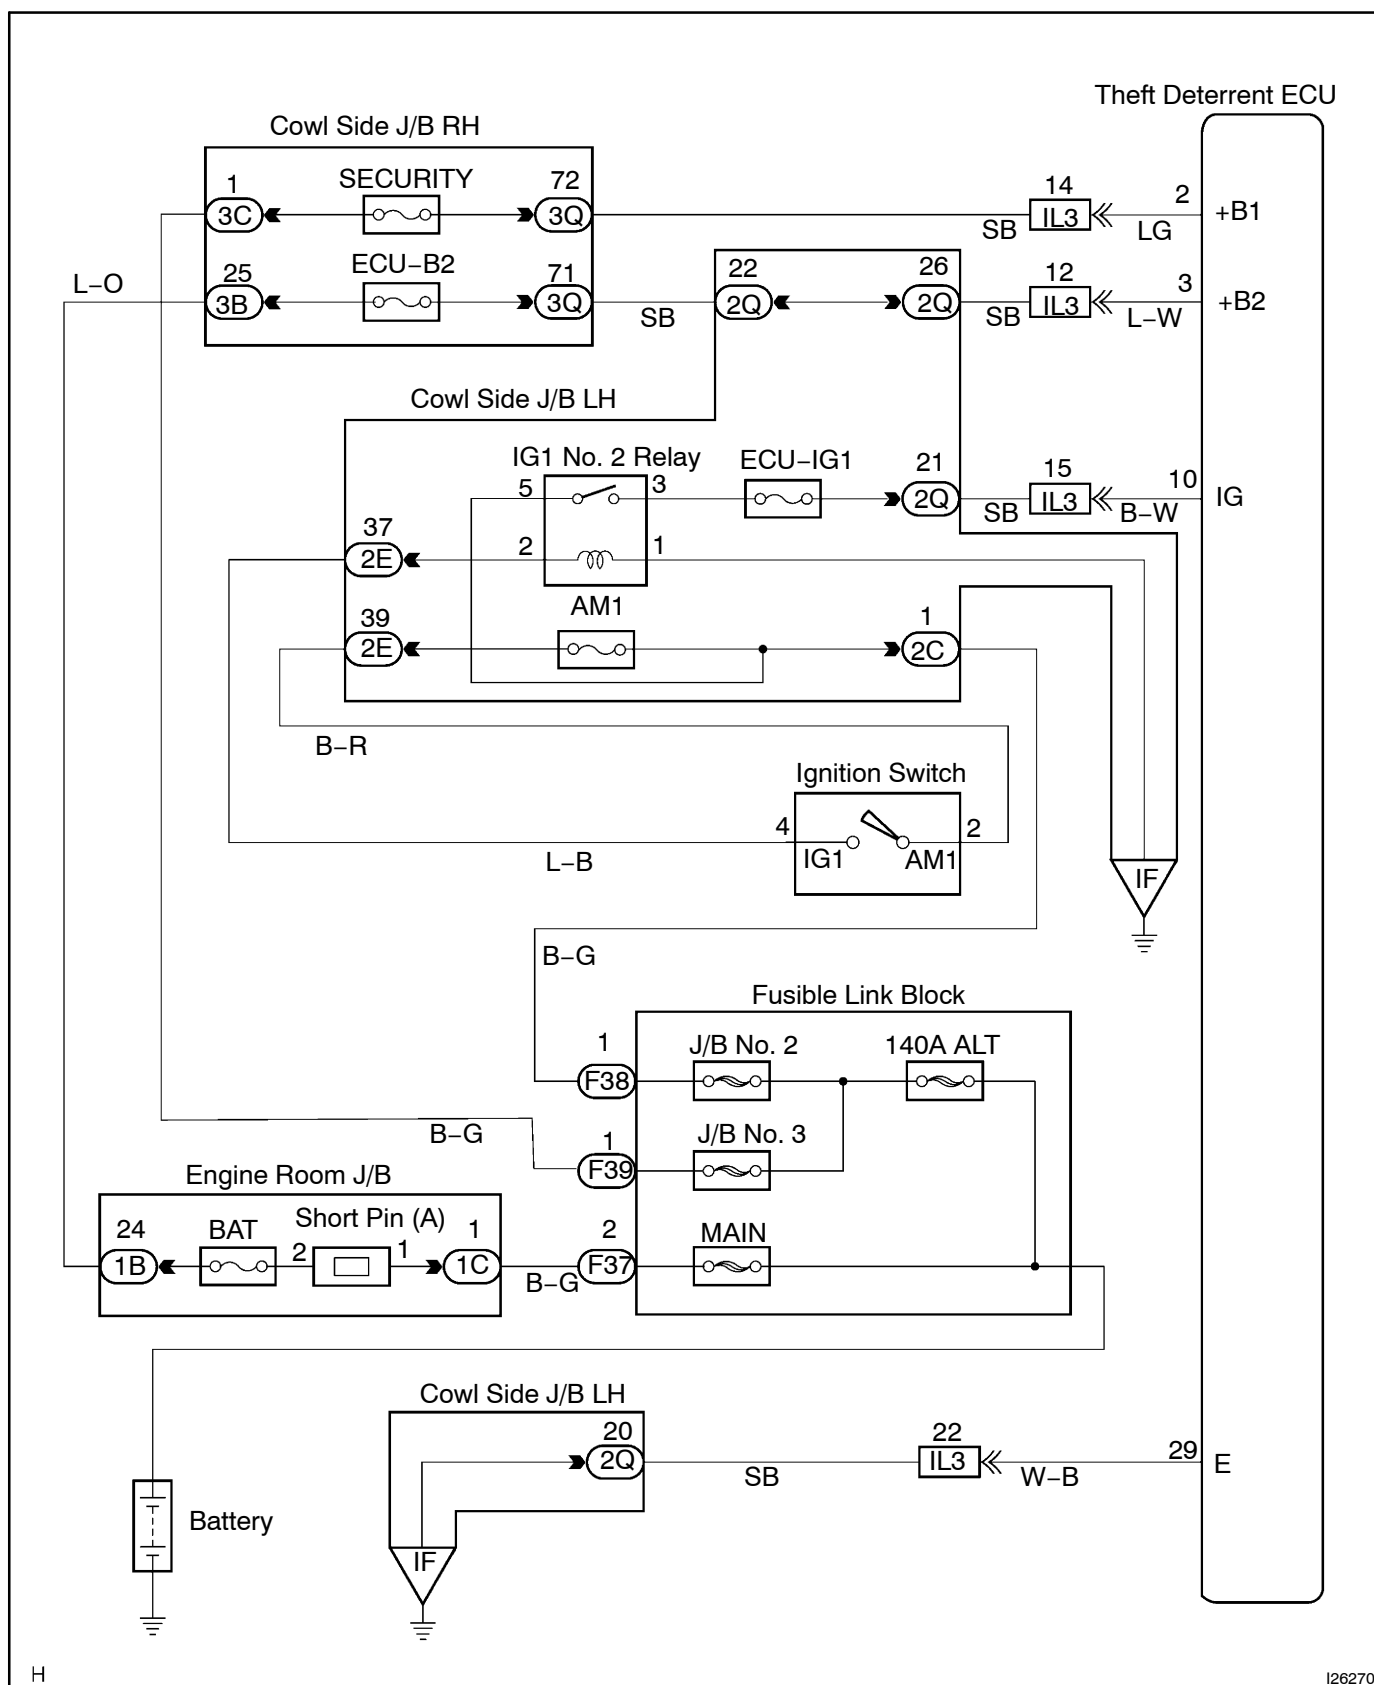 Theft Deterrent ECU
Cowl Side J/B RH
1
SECURITY
72
3C
3Q
14
IL3
2
+B1
SB
LG
L–O
25
ECU–B2
71
3B
3Q
SB
22
2Q
26
2Q
12
IL3
3
+B2
SB
L–W
Cowl Side J/B LH
IG1 No. 2 Relay
ECU–IG1
5
3
21
2Q
15
IL3
10
IG
SB
B–W
37
2E
2
1
AM1
39
2E
1
2C
B–R
Ignition Switch
4
2
IG1
AM1
L–B
IF
B–G
Fusible Link Block
1
F38
J/B No. 2
140A ALT
B–G
1
F39
J/B No. 3
Engine Room J/B
24
BAT
Short Pin (A)
1
2
1
1B
1C
B–G
2
F37
MAIN
Cowl Side J/B LH
20
2Q
22
IL3
29
E
SB
W–B
Battery
IF
H
I26270